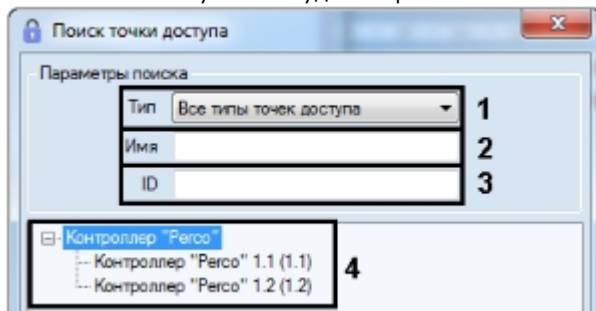 Поиск точки доступа
Параметры поиска
Тип Все типы точек доступа 1
Имя 2
ID 3
Контроллер "Perco"
Контроллер "Perco" 1.1 (1.1)
Контроллер "Perco" 1.2 (1.2)
4